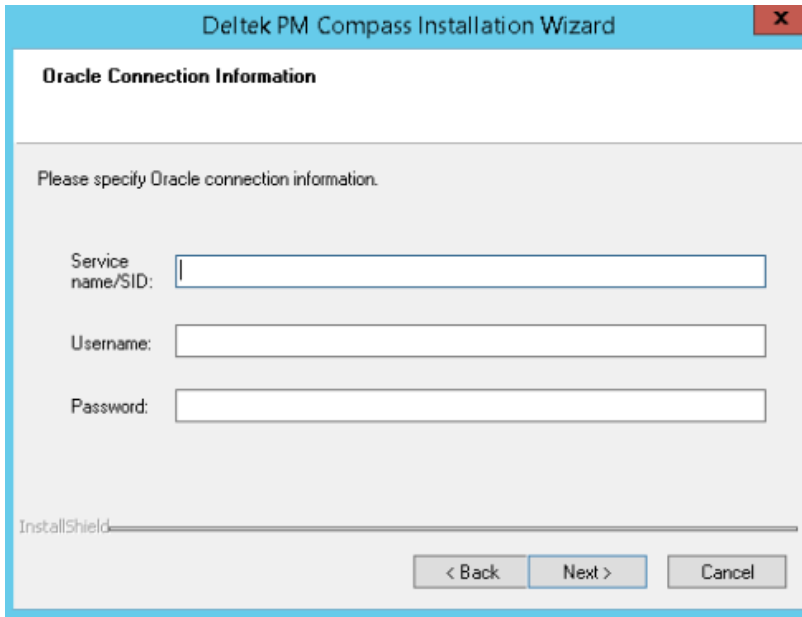 Deltek PM Compass Installation Wizard
x
Oracle Connection Information
Please specify Oracle connection information.
Service
name/SID:
Username:
Password:
InstallShield
< Back Next > Cancel